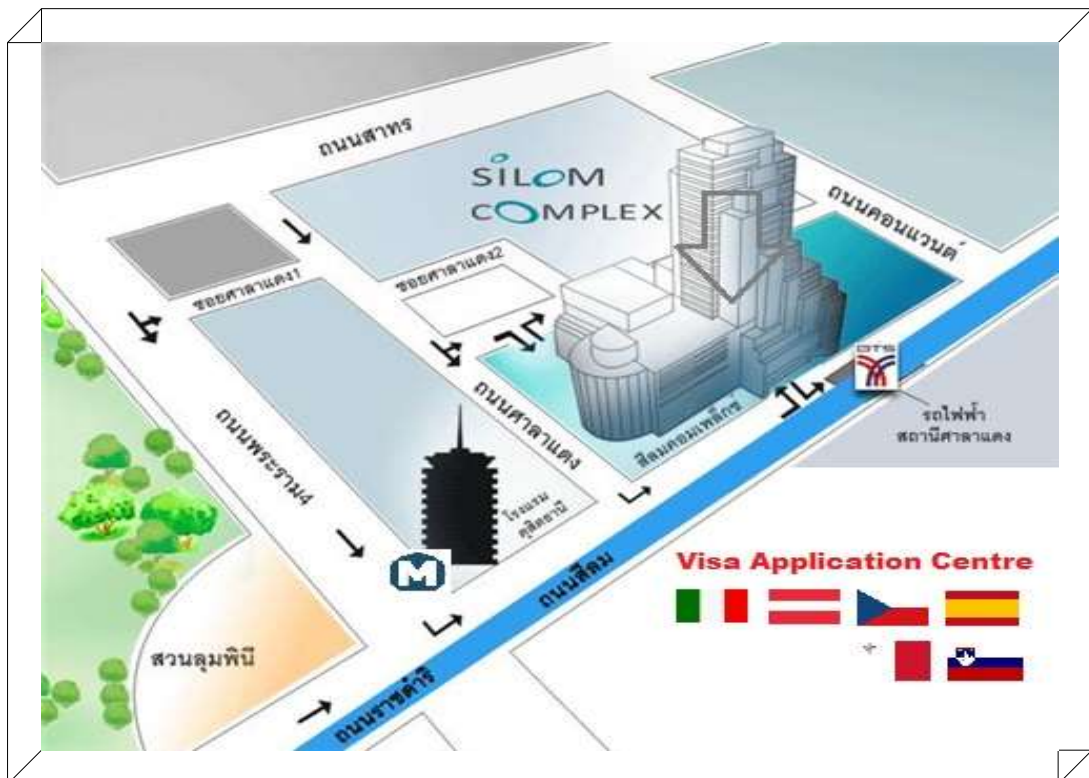 ถนนสาทร
SILOM
COMPLEX
ถนนคอนแวนต์
ซอยศาลาแดง1
ซอยศาลาแดง2
BTS
รถไฟฟ้า
สถานีศาลาแดง
ถนนพระราม4
ถนนศาลาแดง
สีลมคอมเพล็กซ์
โรงแรม
ดุสิตธานี
M
ถนนสีลม
Visa Application Centre
สวนลุมพินี
ถนนราชดำริ